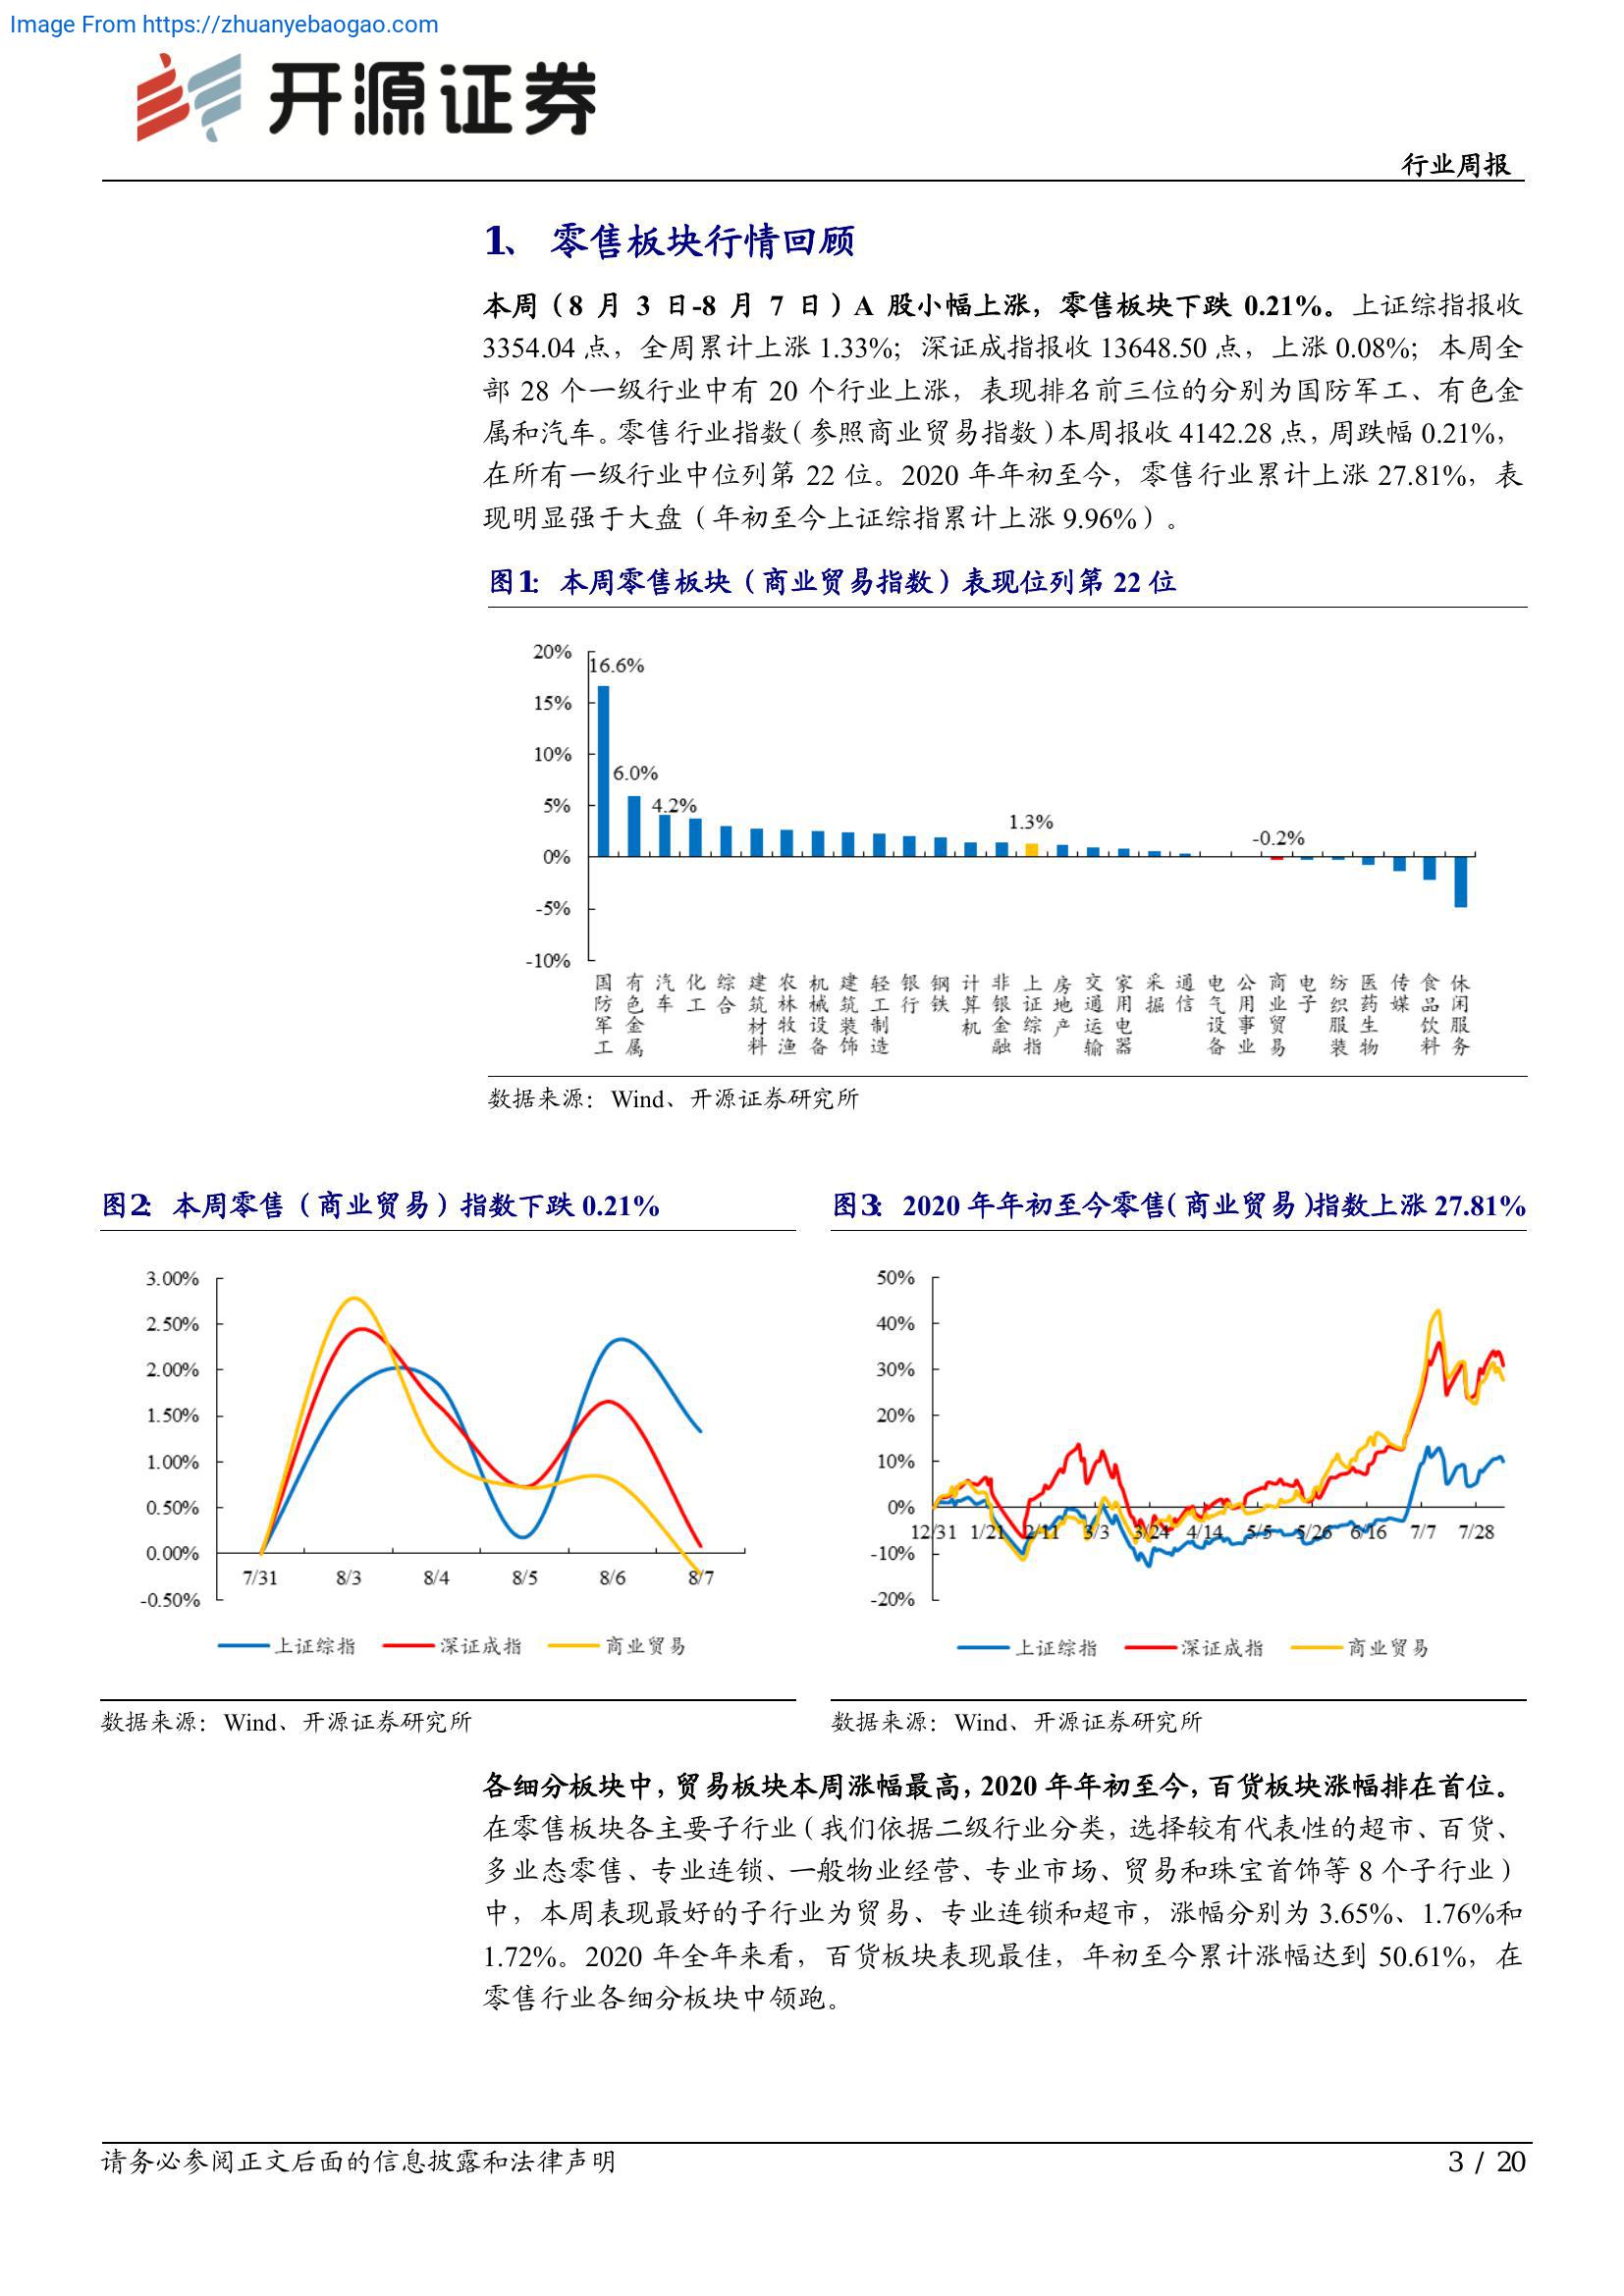 Image From https://zhuanyebaogao.com
开源证券
行业周报
1、 零售板块行情回顾
本周（8 月 3 日-8 月 7 日）A 股小幅上涨，零售板块下跌 0.21%。上证综指报收
3354.04 点，全周累计上涨 1.33%；深证成指报收 13648.50 点，上涨 0.08%；本周全
部 28 个一级行业中有 20 个行业上涨，表现排名前三位的分别为国防军工、有色金
属和汽车。零售行业指数（参照商业贸易指数）本周报收 4142.28 点，周跌幅 0.21%，
在所有一级行业中位列第 22 位。2020 年年初至今，零售行业累计上涨 27.81%，表
现明显强于大盘（年初至今上证综指累计上涨 9.96%）。
图1： 本周零售板块（商业贸易指数）表现位列第 22 位
20%
15%
10%
5%
0%
-5%
-10%
16.6%
6.0%
4.2%
1.3%
-0.2%
国防军工
有色金属
汽车
化工
综合
建筑材料
农林牧渔
机械设备
建筑装饰
轻工制造
银行
钢铁
计算机
非银金融
上证综指
房地产
交通运输
家用电器
采掘
通信
电气设备
公用事业
商业贸易
电子
纺织服装
医药生物
传媒
食品饮料
休闲服务
数据来源：Wind、开源证券研究所
图2： 本周零售（商业贸易）指数下跌 0.21%
3.00%
2.50%
2.00%
1.50%
1.00%
0.50%
0.00%
-0.50%
7/31 8/3 8/4 8/5 8/6 8/7
上证综指 深证成指 商业贸易
数据来源：Wind、开源证券研究所
图3： 2020 年年初至今零售（商业贸易）指数上涨 27.81%
50%
40%
30%
20%
10%
0%
-10%
-20%
12/31 1/21 2/11 3/3 3/24 4/14 5/5 5/26 6/16 7/7 7/28
上证综指 深证成指 商业贸易
数据来源：Wind、开源证券研究所
各细分板块中，贸易板块本周涨幅最高，2020 年年初至今，百货板块涨幅排在首位。
在零售板块各主要子行业（我们依据二级行业分类，选择较有代表性的超市、百货、
多业态零售、专业连锁、一般物业经营、专业市场、贸易和珠宝首饰等 8 个子行业）
中，本周表现最好的子行业为贸易、专业连锁和超市，涨幅分别为 3.65%、1.76%和
1.72%。2020 年全年来看，百货板块表现最佳，年初至今累计涨幅达到 50.61%，在
零售行业各细分板块中领跑。
请务必参阅正文后面的信息披露和法律声明
3 / 20